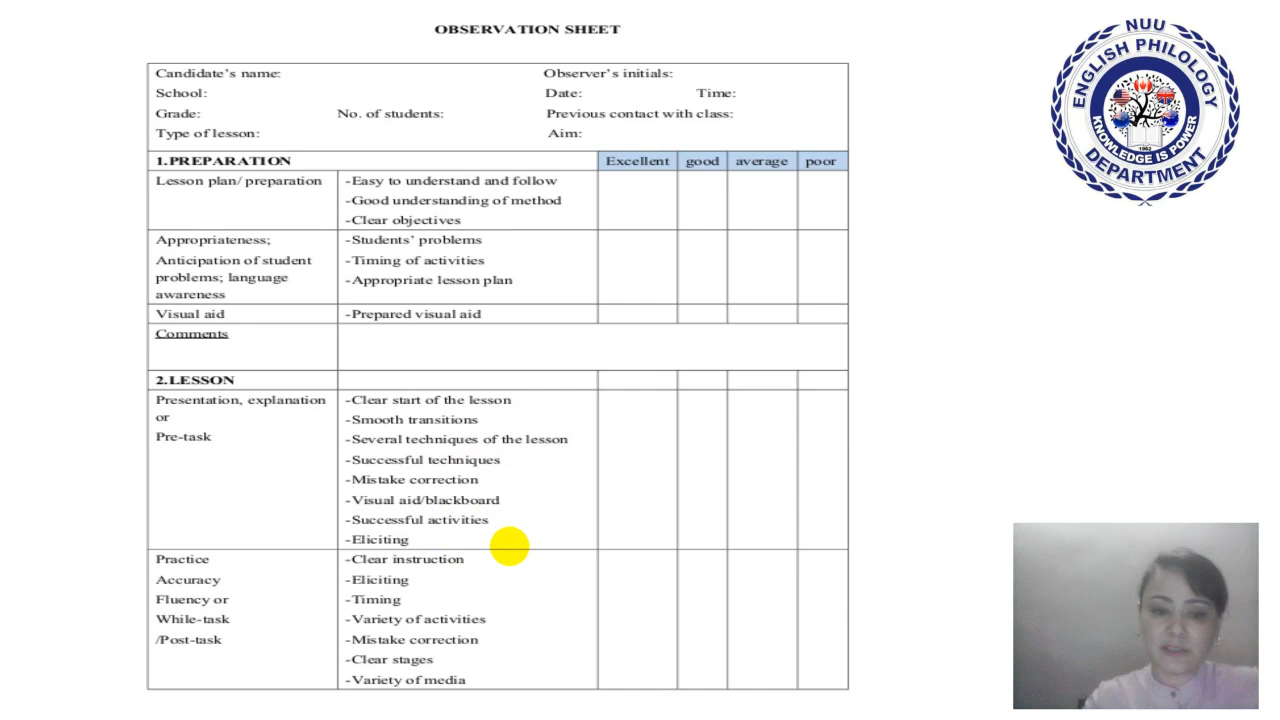 OBSERVATION SHEET
Candidate's name: Observer's initials:
School: Date: Time:
Grade: No. of students: Previous contact with class:
Type of lesson: Aim:
1.PREPARATION Excellent good average poor
Lesson plan/ preparation -Easy to understand and follow
-Good understanding of method
-Clear objectives
Appropriateness; -Students' problems
Anticipation of student -Timing of activities
problems; language -Appropriate lesson plan
awareness
Visual aid -Prepared visual aid
Comments
2.LESSON
Presentation, explanation -Clear start of the lesson
or -Smooth transitions
Pre-task -Several techniques of the lesson
-Successful techniques
-Mistake correction
-Visual aid/blackboard
-Successful activities
-Eliciting
Practice -Clear instruction
Accuracy -Eliciting
Fluency or -Timing
While-task -Variety of activities
/Post-task -Mistake correction
-Clear stages
-Variety of media
NUU
ENGLISH PHILOLOGY
DEPARTMENT
KNOWLEDGE IS POWER
1962